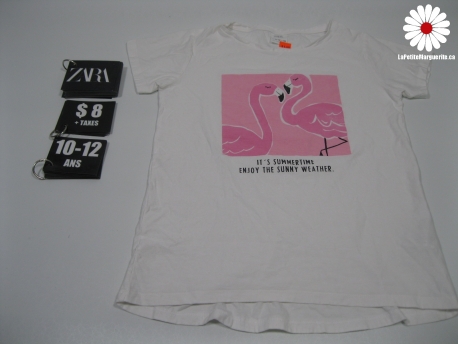 ZARA
$8
+ TAXES
10-12
ANS
IT'S SUMMERTIME
ENJOY THE SUNNY WEATHER.
LaPetiteMarguerite.ca